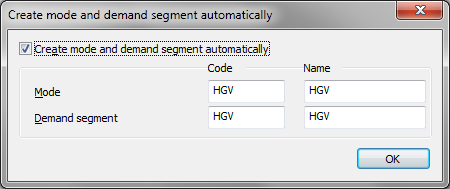 Create mode and demand segment automatically
Create mode and demand segment automatically
Code Name
Mode HGV HGV
Demand segment HGV HGV
OK